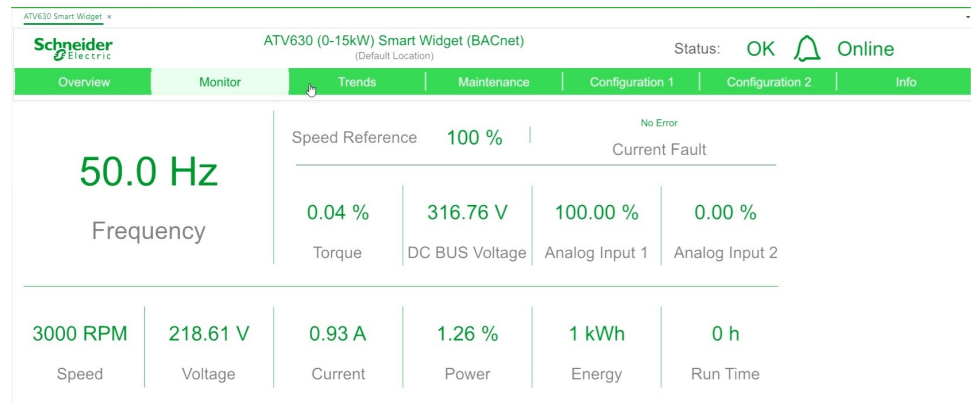 ATV630 Smart Widget ×
Schneider Electric
ATV630 (0-15kW) Smart Widget (BACnet)
(Default Location)
Status: OK Online
Overview Monitor Trends Maintenance Configuration 1 Configuration 2 Info
50.0 Hz
Frequency
Speed Reference 100 %
No Error
Current Fault
0.04 % 316.76 V 100.00 % 0.00 %
Torque DC BUS Voltage Analog Input 1 Analog Input 2
3000 RPM 218.61 V 0.93 A 1.26 % 1 kWh 0 h
Speed Voltage Current Power Energy Run Time